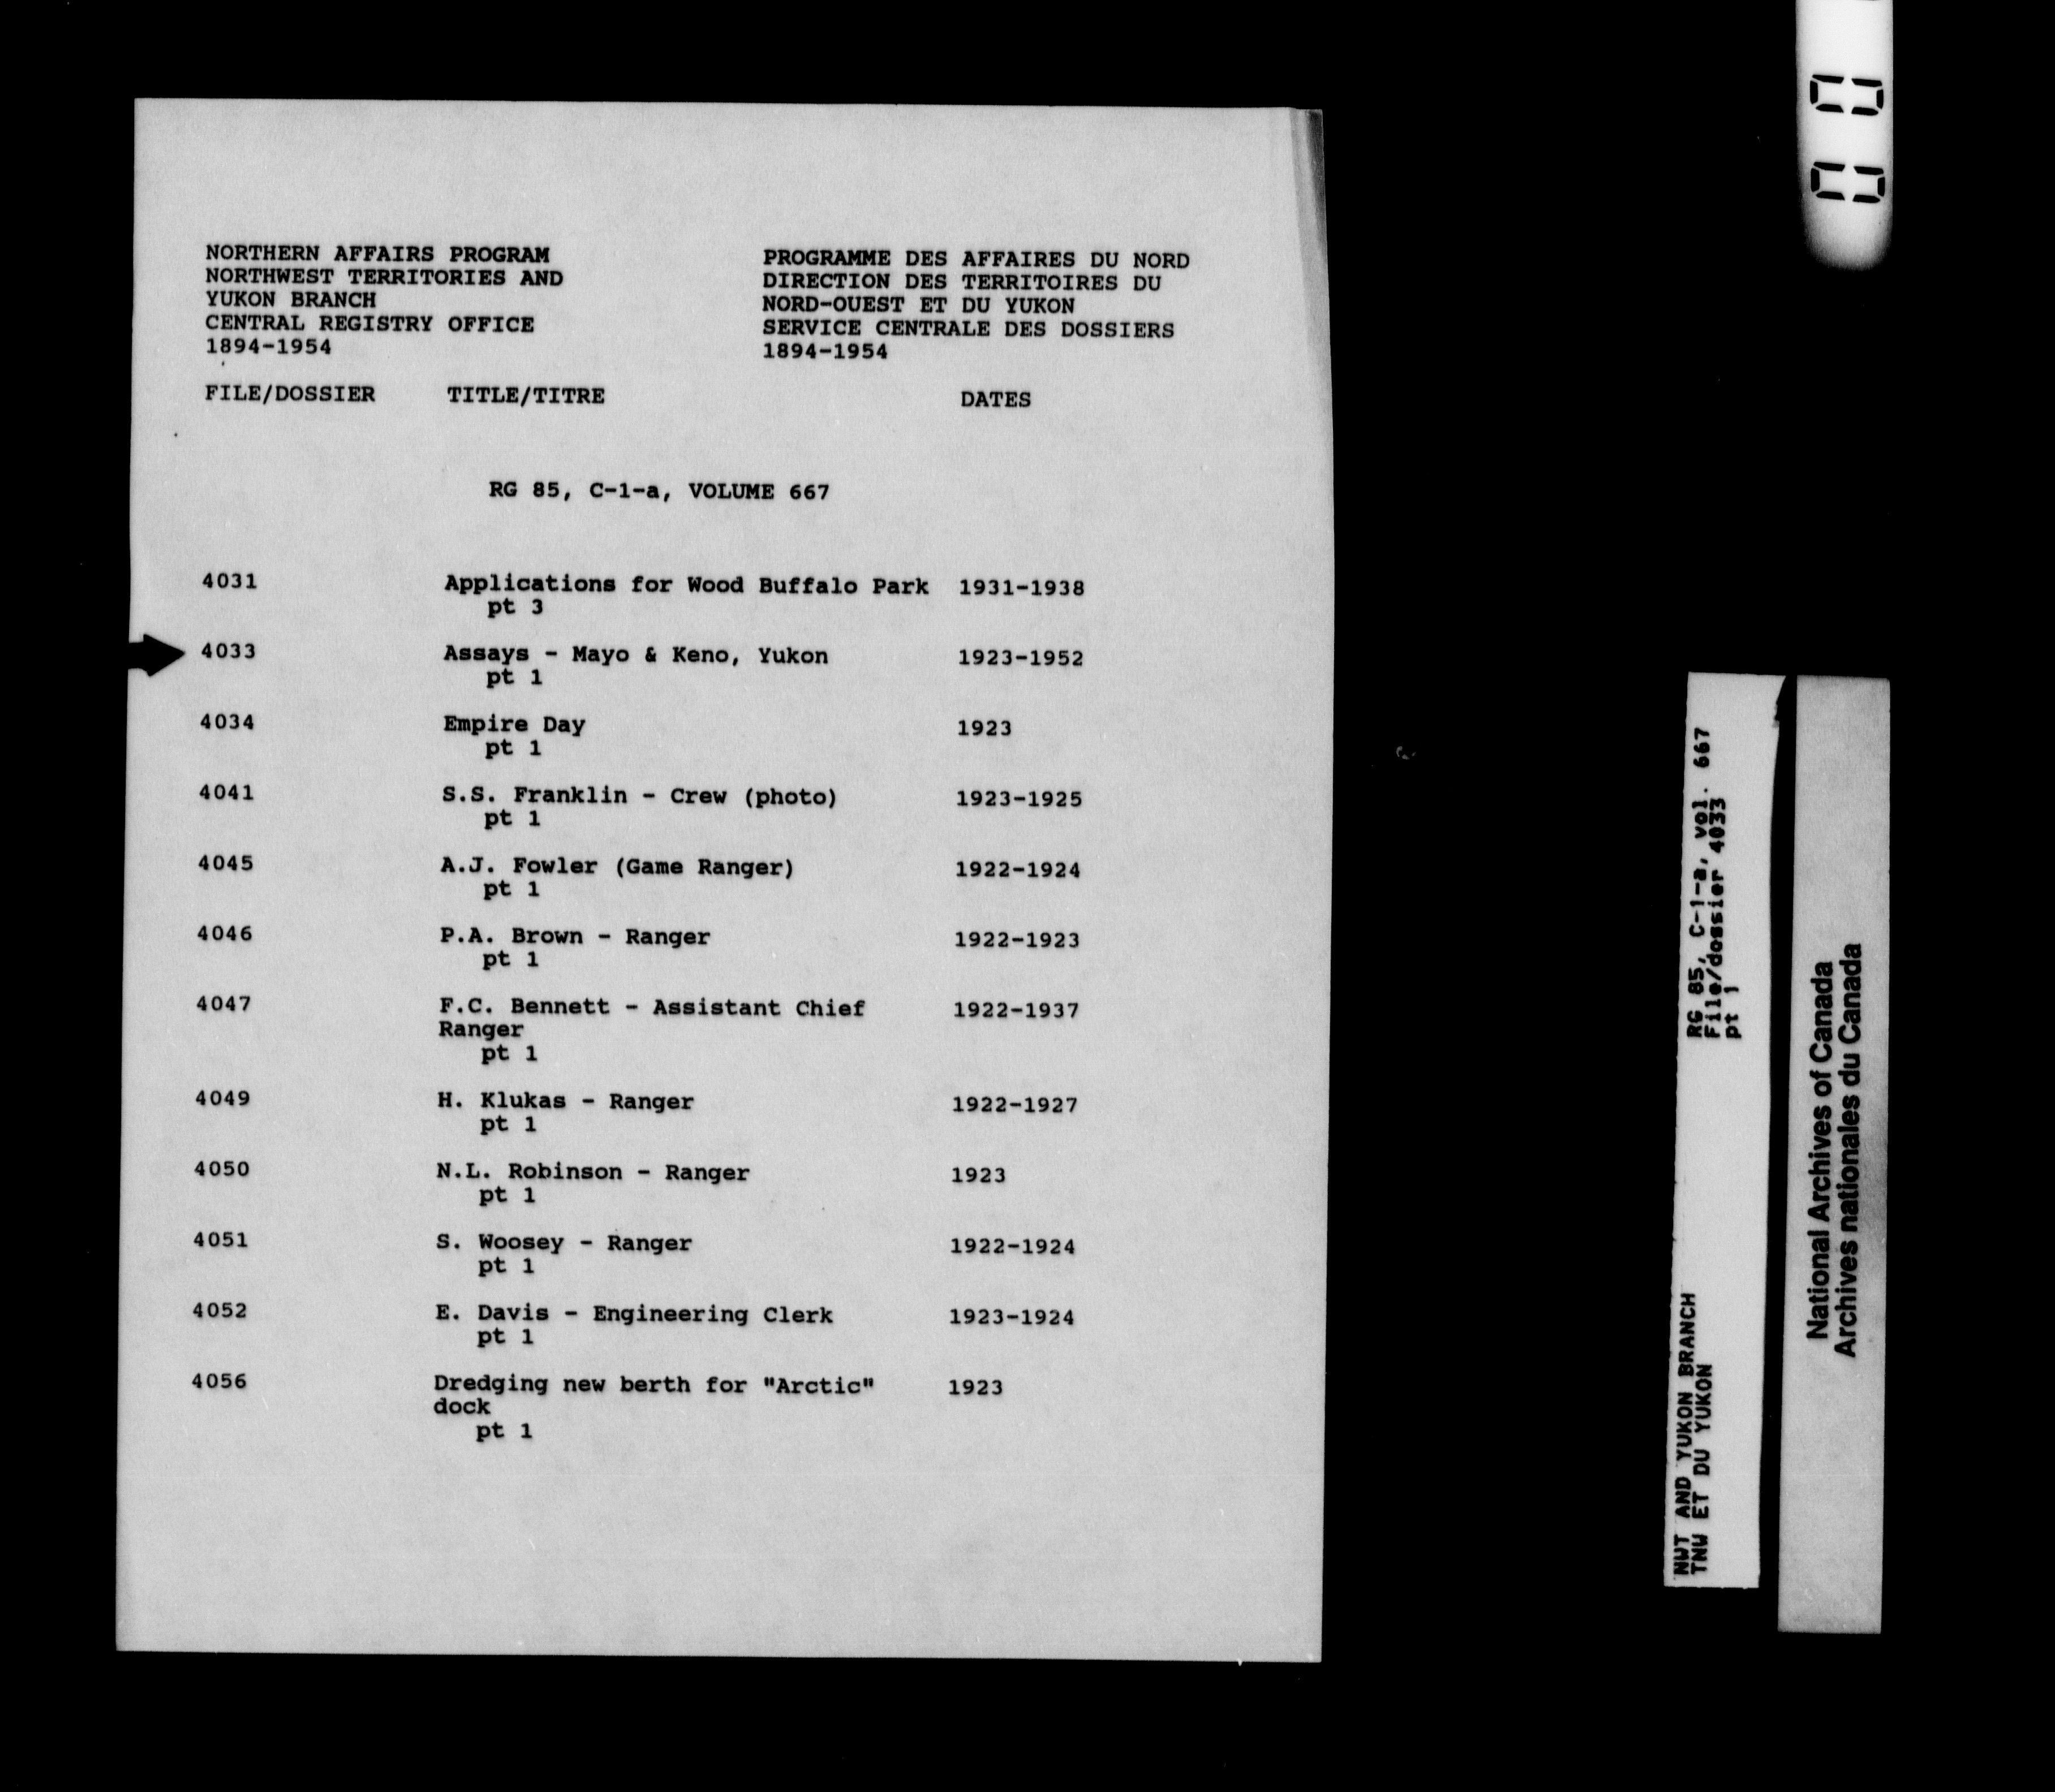 NORTHERN AFFAIRS PROGRAM
NORTHWEST TERRITORIES AND
YUKON BRANCH
CENTRAL REGISTRY OFFICE
1894-1954
PROGRAMME DES AFFAIRES DU NORD
DIRECTION DES TERRITOIRES DU
NORD-OUEST ET DU YUKON
SERVICE CENTRALE DES DOSSIERS
1894-1954
FILE/DOSSIER TITLE/TITRE DATES
RG 85, C-1-a, VOLUME 667
4031 Applications for Wood Buffalo Park 1931-1938
pt 3
4033 Assays - Mayo & Keno, Yukon 1923-1952
pt 1
4034 Empire Day 1923
pt 1
4041 S.S. Franklin - Crew (photo) 1923-1925
pt 1
4045 A.J. Fowler (Game Ranger) 1922-1924
pt 1
4046 P.A. Brown - Ranger 1922-1923
pt 1
4047 F.C. Bennett - Assistant Chief 1922-1937
Ranger
pt 1
4049 H. Klukas - Ranger 1922-1927
pt 1
4050 N.L. Robinson - Ranger 1923
pt 1
4051 S. Woosey - Ranger 1922-1924
pt 1
4052 E. Davis - Engineering Clerk 1923-1924
pt 1
4056 Dredging new berth for "Arctic" 1923
dock
pt 1
NWT AND YUKON BRANCH
TNW ET DU YUKON
RG 85, C-1-a, vol. 667
File/dossier 4033
pt 1
National Archives of Canada
Archives nationales du Canada
00